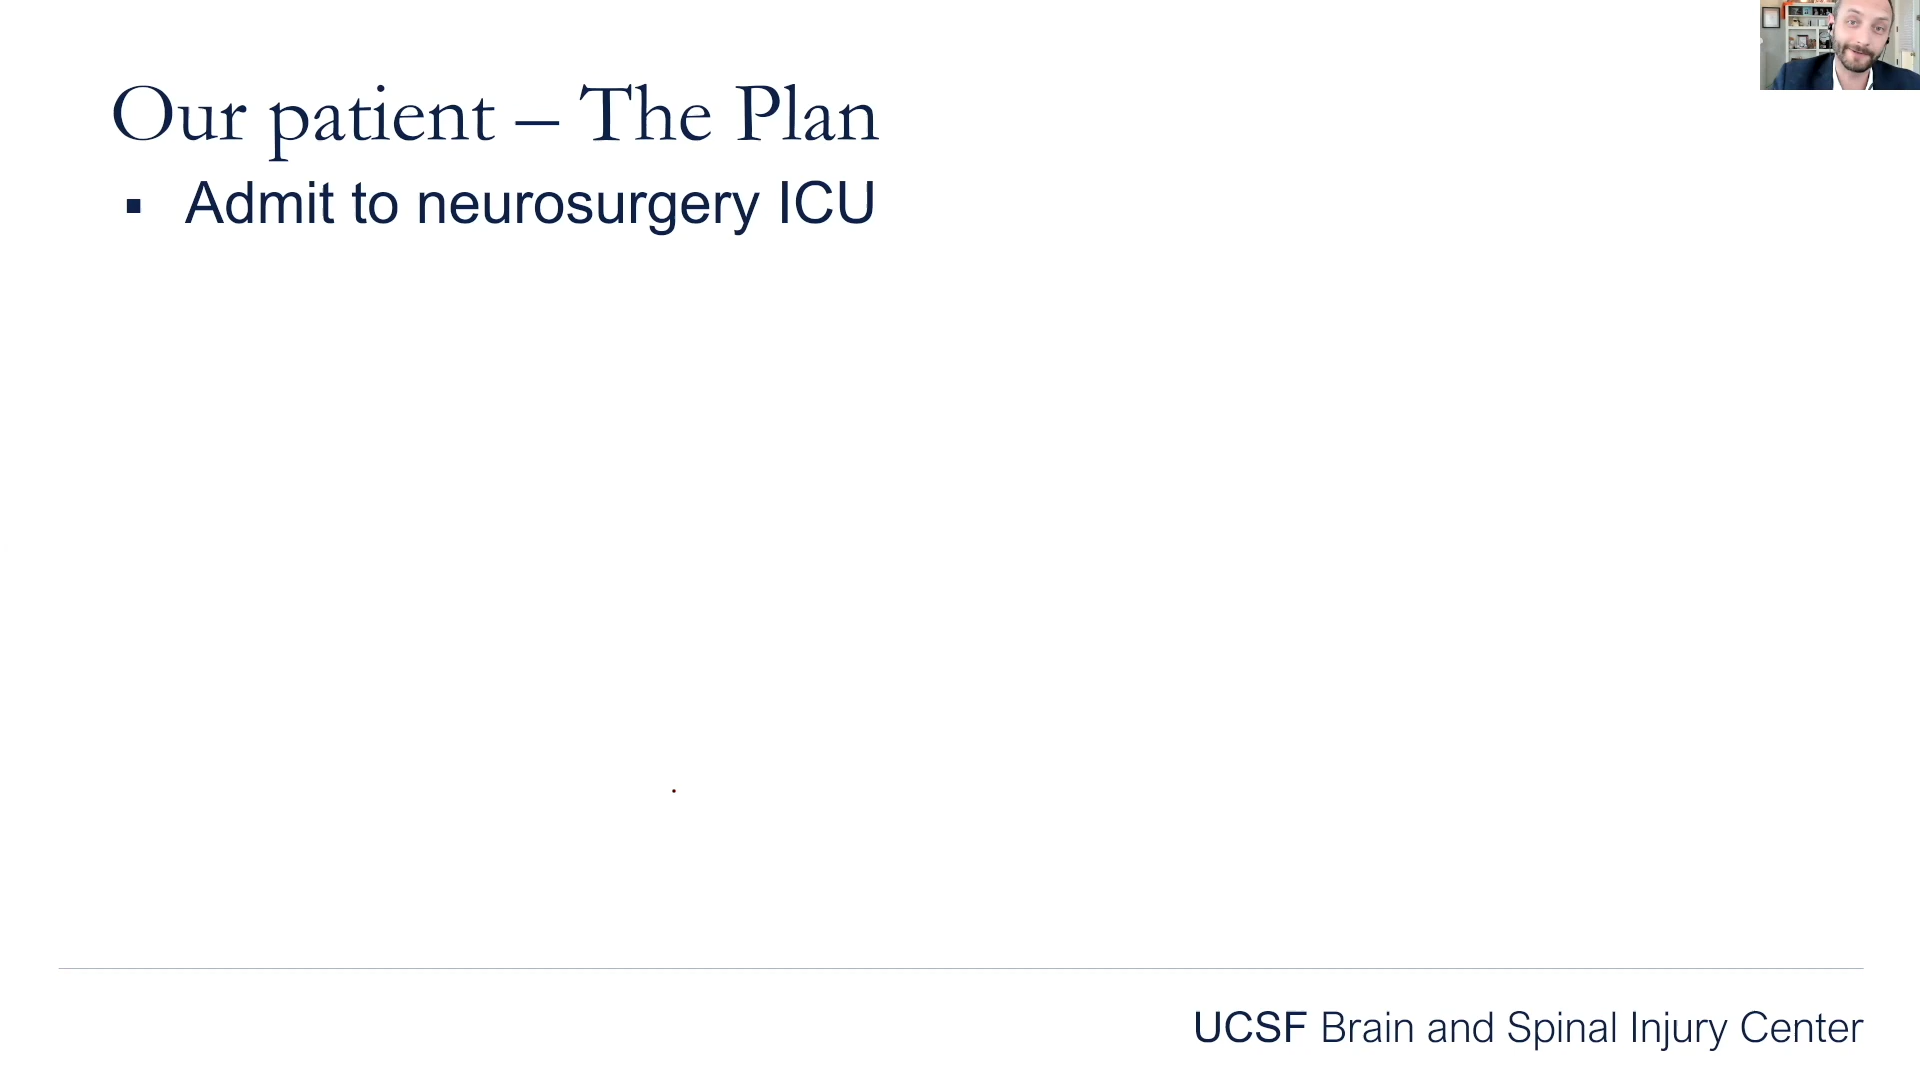 Our patient – The Plan
▪ Admit to neurosurgery ICU
UCSF Brain and Spinal Injury Center